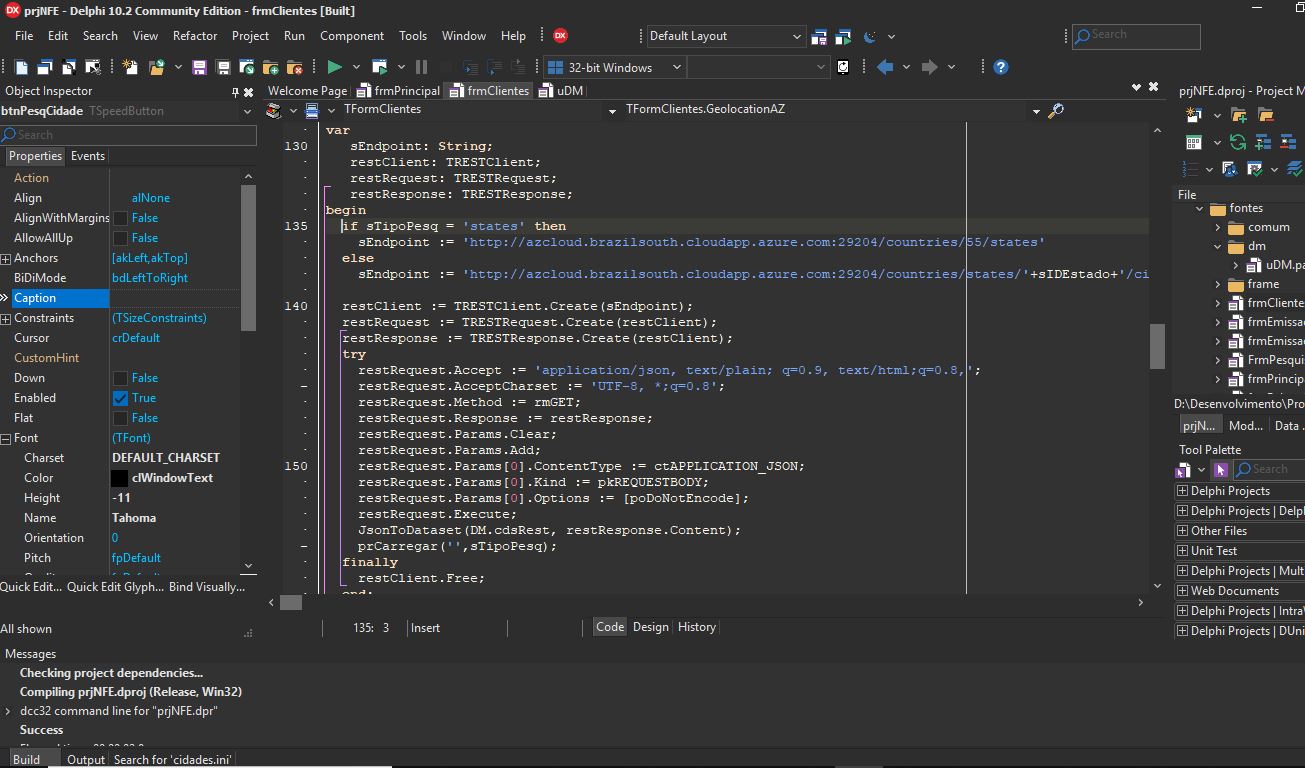 prjNFE - Delphi 10.2 Community Edition - frmClientes [Built]
File Edit Search View Refactor Project Run Component Tools Window Help
Default Layout
Search
32-bit Windows
Object Inspector
btnPesqCidade TSpeedButton
Search
Properties Events
Action
Align alNone
AlignWithMargins False
AllowAllUp False
Anchors [akLeft,akTop]
BiDiMode bdLeftToRight
Caption
Constraints (TSizeConstraints)
Cursor crDefault
CustomHint
Down False
Enabled True
Flat False
Font (TFont)
Charset DEFAULT_CHARSET
Color clWindowText
Height -11
Name Tahoma
Orientation 0
Pitch fpDefault
Quick Edit... Quick Edit Glyph... Bind Visually...
All shown
Welcome Page frmPrincipal frmClientes uDM
TFormClientes TFormClientes.GeolocationAZ
var
130 sEndpoint: String;
restClient: TRESTClient;
restRequest: TRESTRequest;
restResponse: TRESTResponse;
begin
135 if sTipoPesq = 'states' then
sEndpoint := 'http://azcloud.brazilsouth.cloudapp.azure.com:29204/countries/55/states'
else
sEndpoint := 'http://azcloud.brazilsouth.cloudapp.azure.com:29204/countries/states/'+sIDEstado+'/ci
140 restClient := TRESTClient.Create(sEndpoint);
restRequest := TRESTRequest.Create(restClient);
restResponse := TRESTResponse.Create(restClient);
try
restRequest.Accept := 'application/json, text/plain; q=0.9, text/html;q=0.8,';
restRequest.AcceptCharset := 'UTF-8, *;q=0.8';
restRequest.Method := rmGET;
restRequest.Response := restResponse;
restRequest.Params.Clear;
restRequest.Params.Add;
150 restRequest.Params[0].ContentType := ctAPPLICATION_JSON;
restRequest.Params[0].Kind := pkREQUESTBODY;
restRequest.Params[0].Options := [poDoNotEncode];
restRequest.Execute;
JsonToDataset(DM.cdsRest, restResponse.Content);
prCarregar('',sTipoPesq);
finally
restClient.Free;
end;
135: 3 Insert
Code Design History
prjNFE.dproj - Project M
File
fontes
comum
dm
uDM.pa
frame
frmCliente
frmEmissa
frmEmissa
FrmPesqui
frmPrincip
D:\Desenvolvimento\Pro
prjN... Mod... Data .
Tool Palette
Search
Delphi Projects
Delphi Projects | Delp
Other Files
Unit Test
Delphi Projects | Mult
Web Documents
Delphi Projects | Intra
Delphi Projects | DUni
Messages
Checking project dependencies...
Compiling prjNFE.dproj (Release, Win32)
dcc32 command line for "prjNFE.dpr"
Success
Build Output Search for 'cidades.ini'